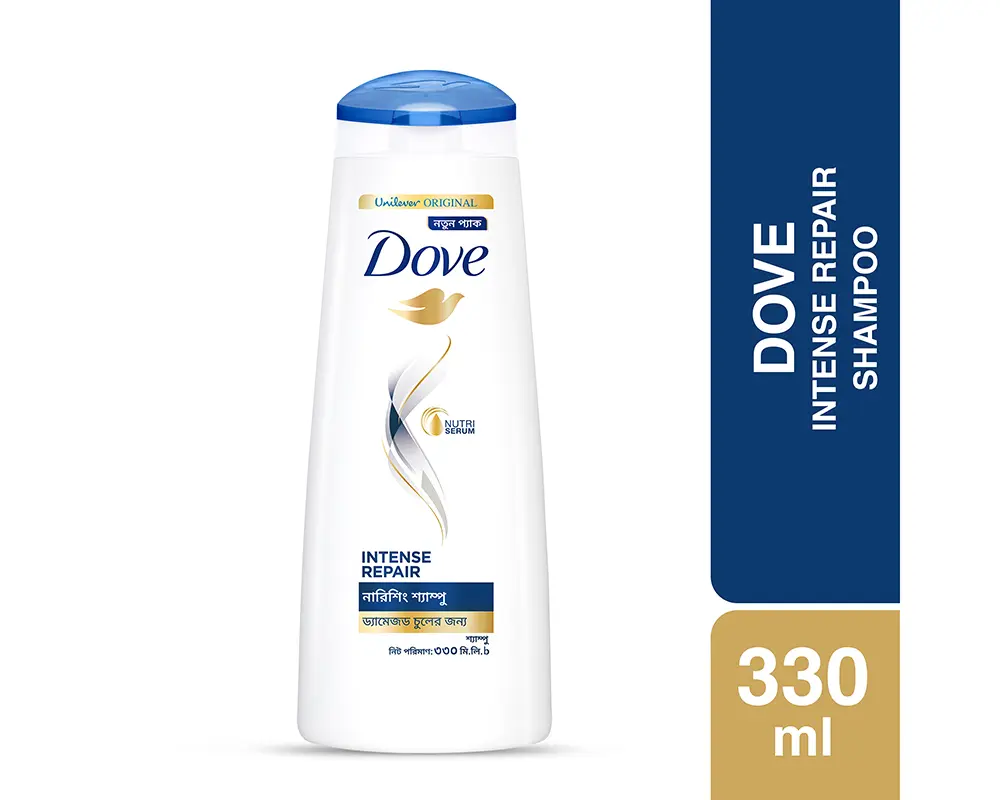 Unilever ORIGINAL
নতুন প্যাক
Dove
NUTRI
SERUM
INTENSE
REPAIR
নারিশিং শ্যাম্পু
ড্যামেজড চুলের জন্য
শ্যাম্পু
নিট পরিমাণ: ৩৩০ মি.লি.b
DOVE
INTENSE REPAIR
SHAMPOO
330
ml